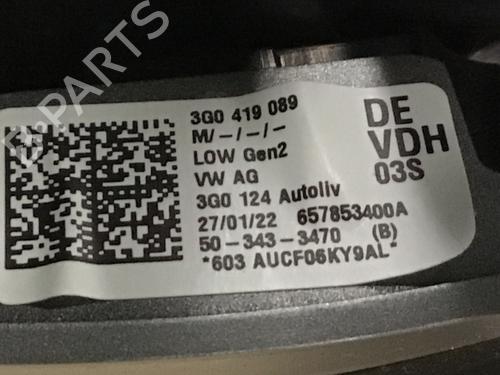 B-PARTS
3G0 419 089
M/-/-/-
LOW Gen2
VW AG
3G0 124 Autoliv
27/01/22 657853400A
50-343-3470 (B)
*603 AUCF06KY9AL*
DE
VDH
03S